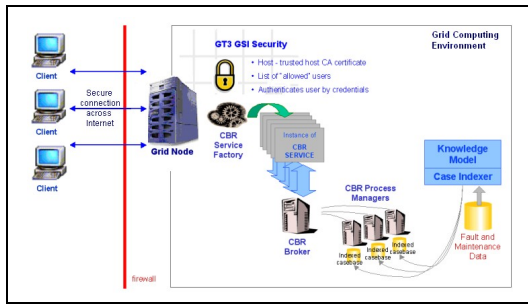 Grid Computing
Environment
GT3 GSI Security
• Host - trusted host CA certificate
• List of "allowed" users
• Authenticates user by credentials
Client
Secure
connection
across
Internet
Client
Client
Grid Node
CBR
Service
Factory
Instance of
CBR
SERVICE
Knowledge
Model
Case Indexer
CBR Process
Managers
CBR
Broker
Indexed
casebase
Indexed
casebase
Indexed
casebase
Fault and
Maintenance
Data
firewall